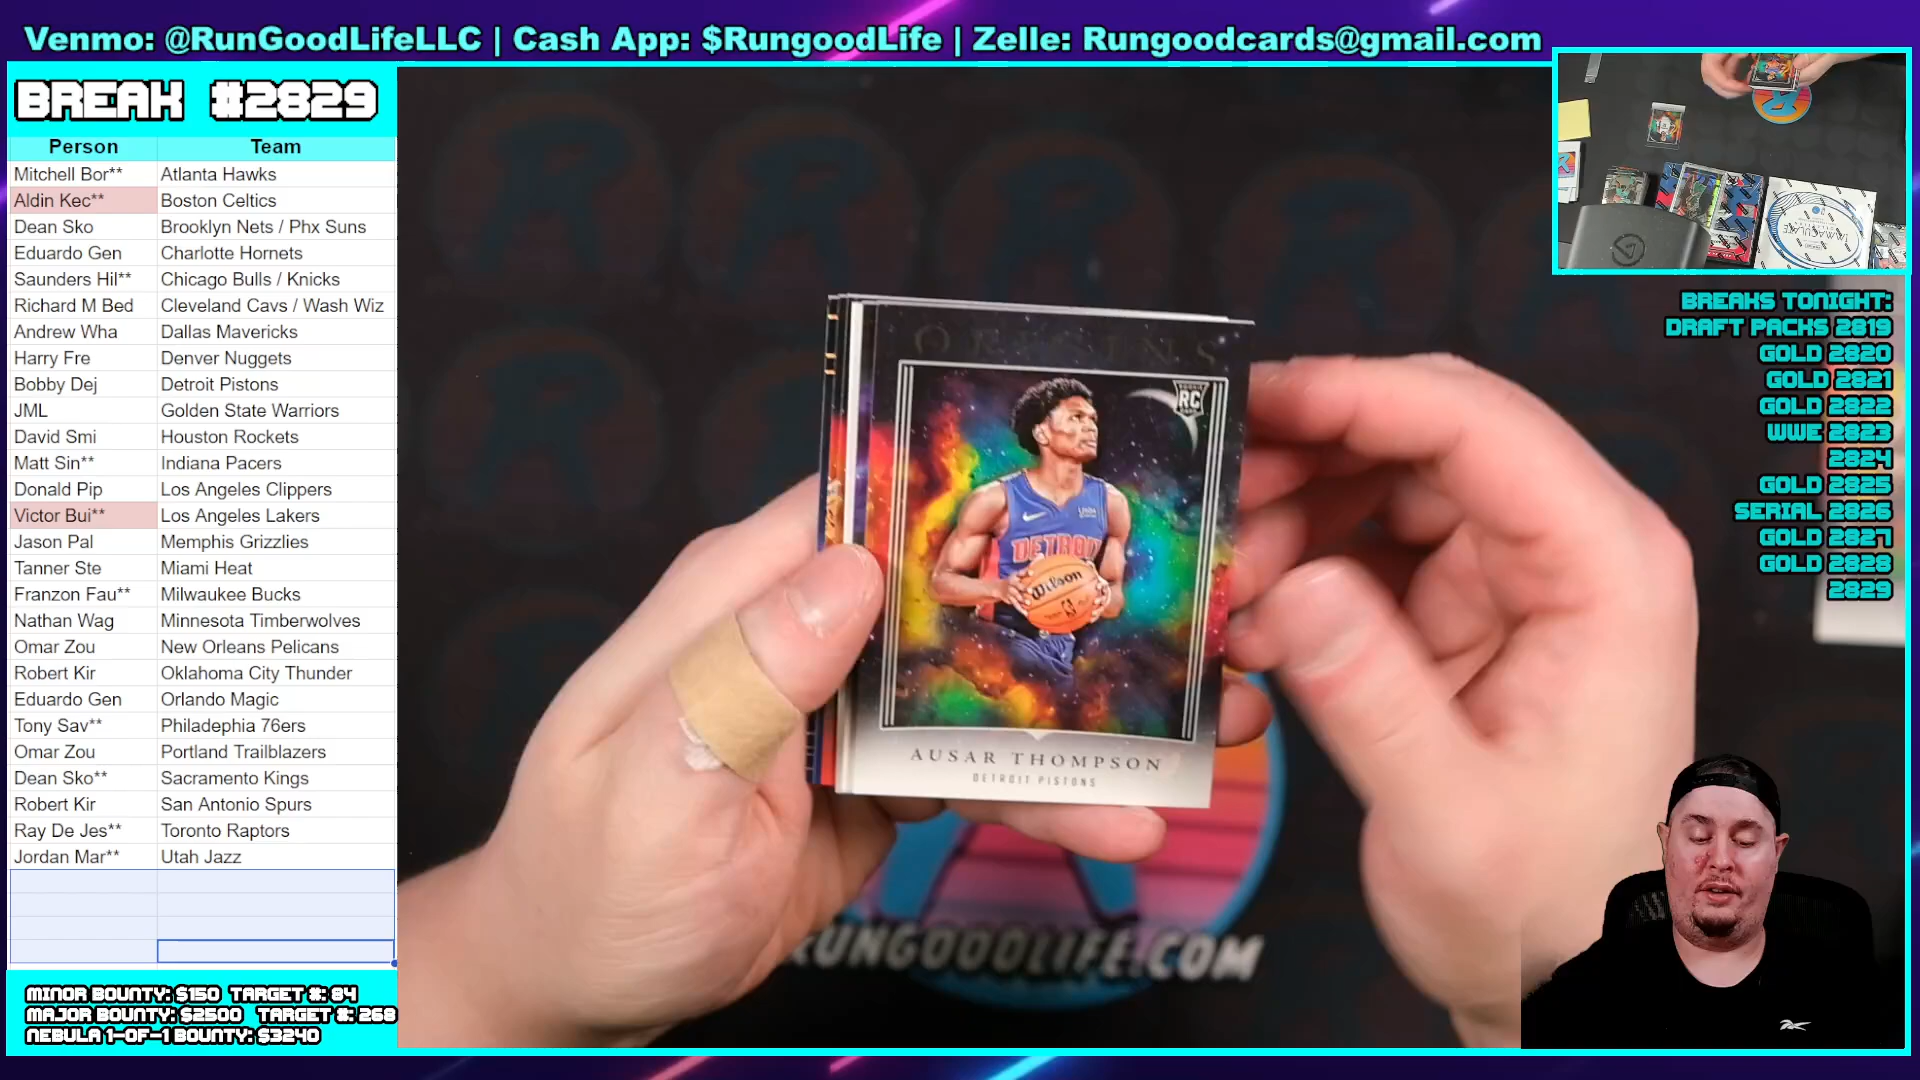 Venmo: @RunGoodLifeLLC | Cash App: $RungoodLife | Zelle: Rungoodcards@gmail.com
BREAK #2829
Person Team
Mitchell Bor** Atlanta Hawks
Aldin Kec** Boston Celtics
Dean Sko Brooklyn Nets / Phx Suns
Eduardo Gen Charlotte Hornets
Saunders Hil** Chicago Bulls / Knicks
Richard M Bed Cleveland Cavs / Wash Wiz
Andrew Wha Dallas Mavericks
Harry Fre Denver Nuggets
Bobby Dej Detroit Pistons
JML Golden State Warriors
David Smi Houston Rockets
Matt Sin** Indiana Pacers
Donald Pip Los Angeles Clippers
Victor Bui** Los Angeles Lakers
Jason Pal Memphis Grizzlies
Tanner Ste Miami Heat
Franzon Fau** Milwaukee Bucks
Nathan Wag Minnesota Timberwolves
Omar Zou New Orleans Pelicans
Robert Kir Oklahoma City Thunder
Eduardo Gen Orlando Magic
Tony Sav** Philadephia 76ers
Omar Zou Portland Trailblazers
Dean Sko** Sacramento Kings
Robert Kir San Antonio Spurs
Ray De Jes** Toronto Raptors
Jordan Mar** Utah Jazz
MINOR BOUNTY: $150 TARGET #: 84
MAJOR BOUNTY: $2500 TARGET #: 268
NEBULA 1-OF-1 BOUNTY: $3240
ORIGINS
RC
DETROIT
Wilson
AUSAR THOMPSON
DETROIT PISTONS
RUNGOODLIFE.COM
IMMACULATE
BREAKS TONIGHT:
DRAFT PACKS 2819
GOLD 2820
GOLD 2821
GOLD 2822
WWE 2823
2824
GOLD 2825
SERIAL 2826
GOLD 2827
GOLD 2828
2829